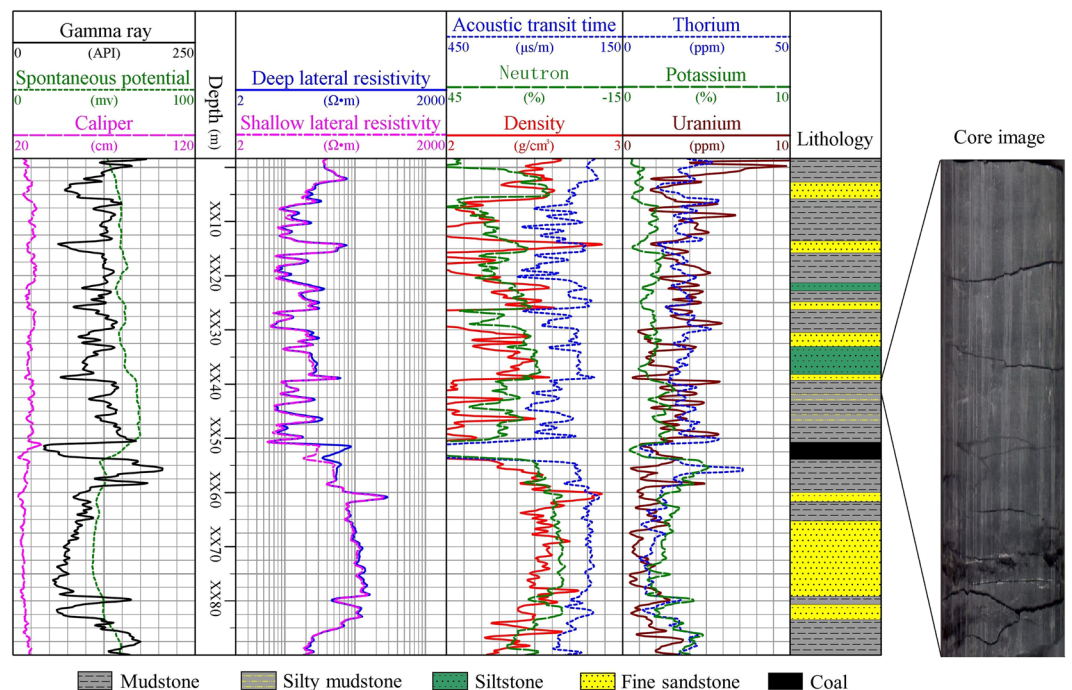 Gamma ray
0 (API) 250
Spontaneous potential
0 (mv) 100
Caliper
20 (cm) 120
Depth (m)
Deep lateral resistivity
2 (Ω•m) 2000
Shallow lateral resistivity
2 (Ω•m) 2000
Acoustic transit time
450 (μs/m) 150
Neutron
45 (%) -15
Density
2 (g/cm³) 3
Thorium
0 (ppm) 50
Potassium
0 (%) 10
Uranium
0 (ppm) 10
Lithology
Core image
XX10
XX20
XX30
XX40
XX50
XX60
XX70
XX80
Mudstone
Silty mudstone
Siltstone
Fine sandstone
Coal